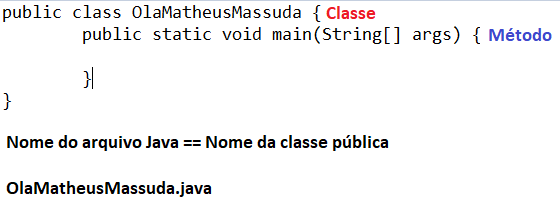 public class OlaMatheusMassuda { Classe
public static void main(String[] args) { Método
}
}
Nome do arquivo Java == Nome da classe pública
OlaMatheusMassuda.java